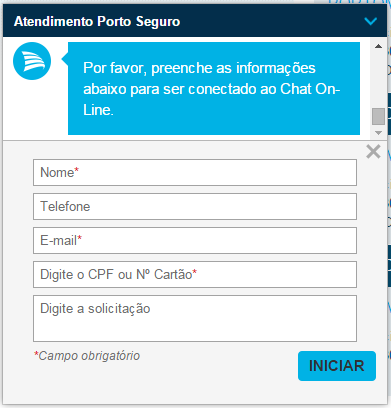 Atendimento Porto Seguro
Por favor, preenche as informações
abaixo para ser conectado ao Chat On-
Line.
Nome*
Telefone
E-mail*
Digite o CPF ou Nº Cartão*
Digite a solicitação
*Campo obrigatório
INICIAR